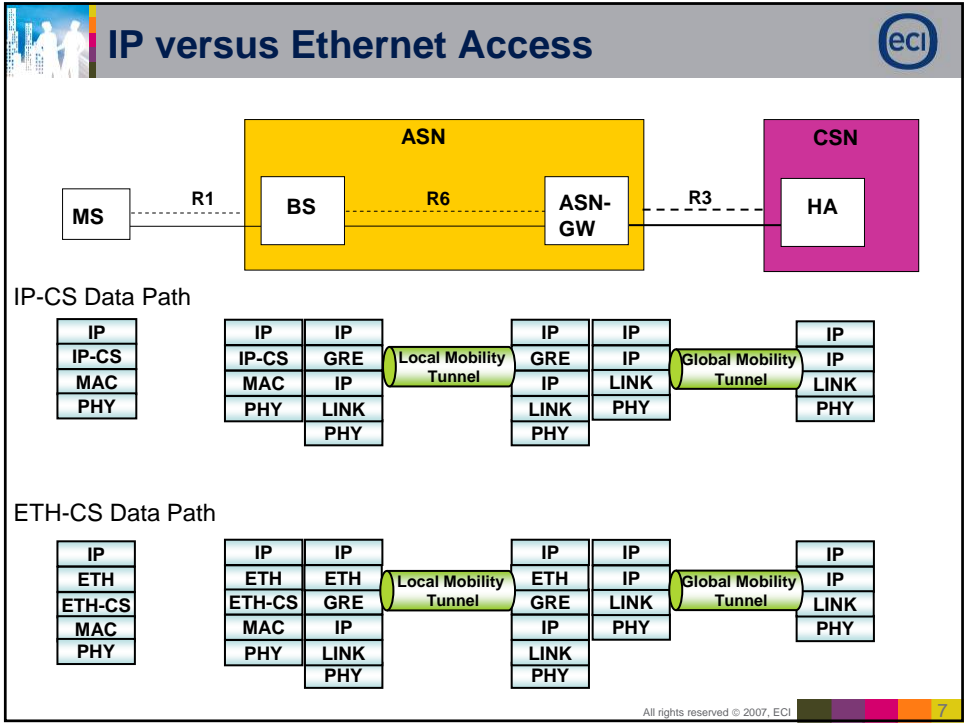 IP versus Ethernet Access
eci
ASN
CSN
MS
R1
BS
R6
ASN-
GW
R3
HA
IP-CS Data Path
IP
IP-CS
MAC
PHY
IP
IP-CS
MAC
PHY
IP
GRE
IP
LINK
PHY
Local Mobility
Tunnel
IP
GRE
IP
LINK
PHY
IP
IP
LINK
PHY
Global Mobility
Tunnel
IP
IP
LINK
PHY
ETH-CS Data Path
IP
ETH
ETH-CS
MAC
PHY
IP
ETH
ETH-CS
MAC
PHY
IP
ETH
GRE
IP
LINK
PHY
Local Mobility
Tunnel
IP
ETH
GRE
IP
LINK
PHY
IP
IP
LINK
PHY
Global Mobility
Tunnel
IP
IP
LINK
PHY
All rights reserved © 2007, ECI
7